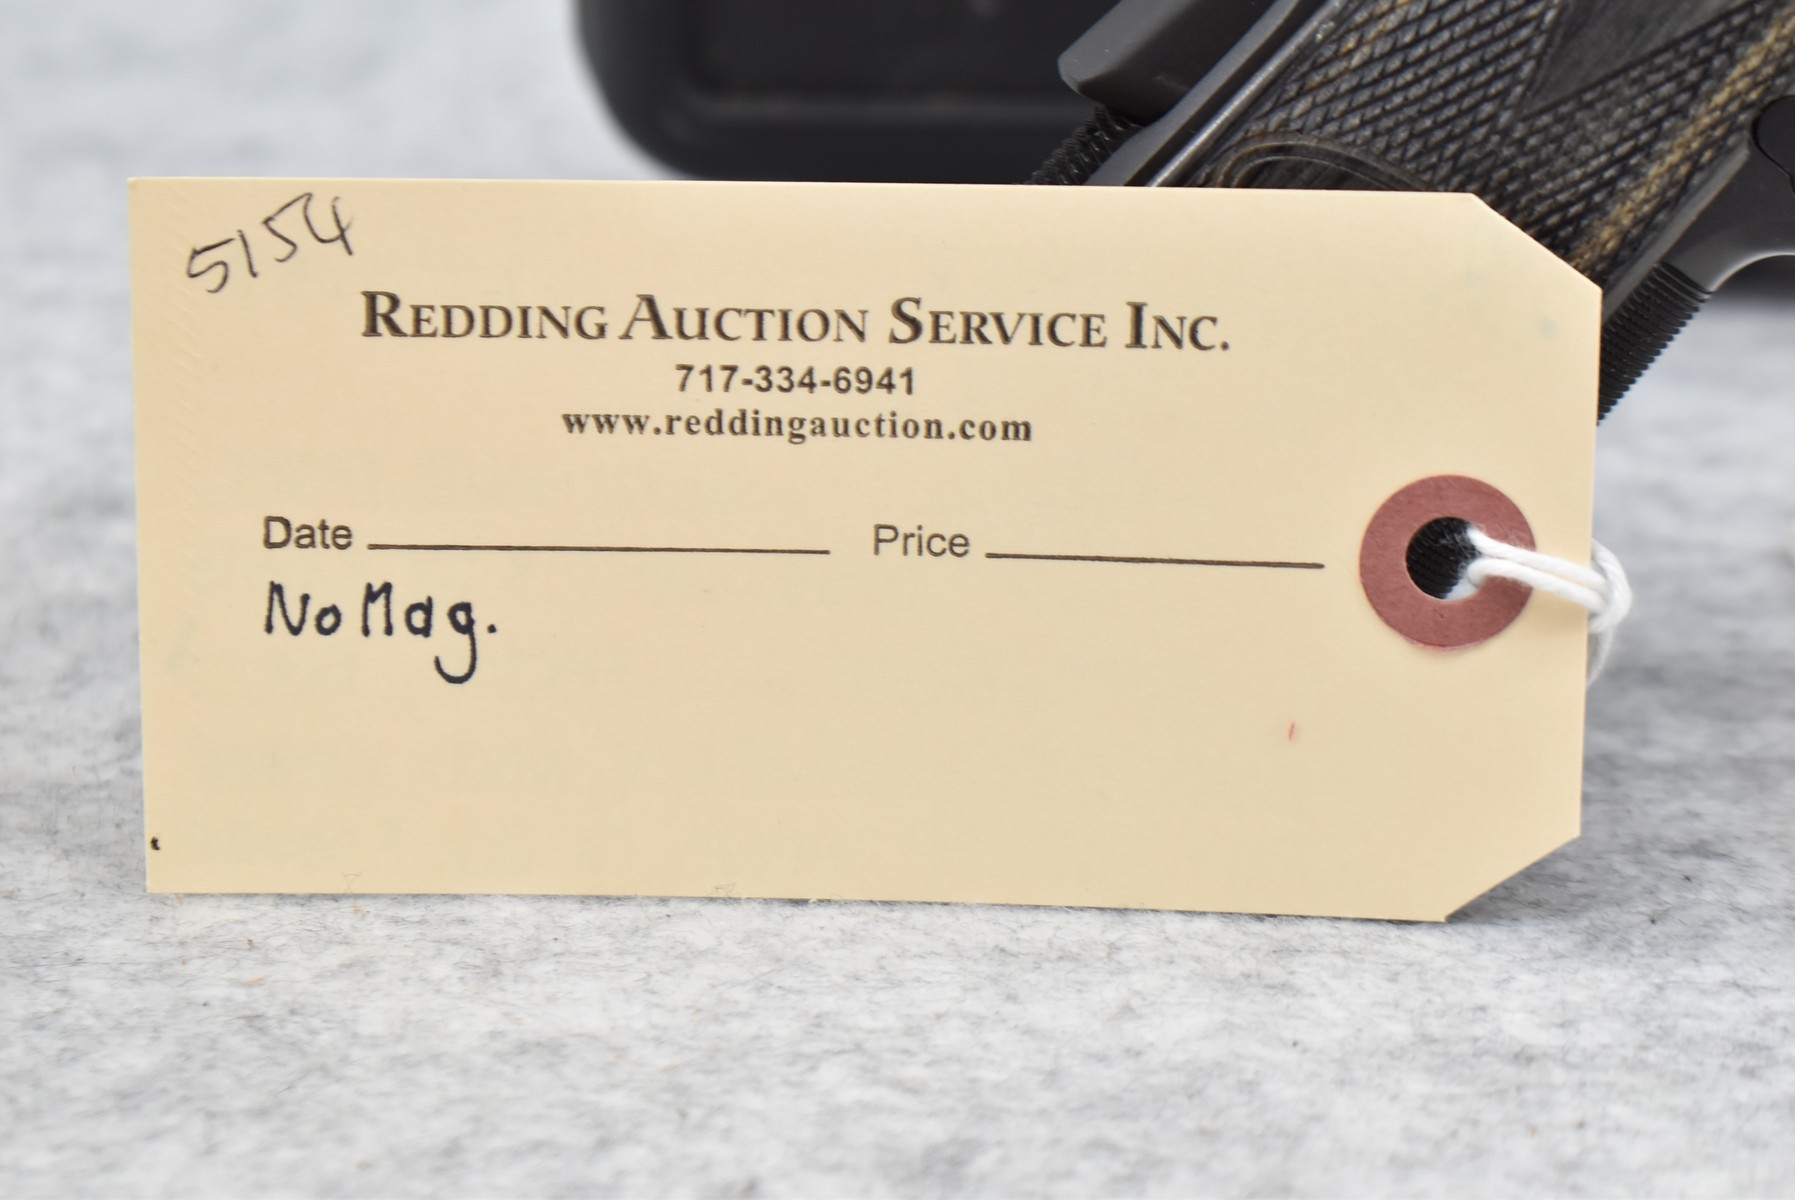 5154
REDDING AUCTION SERVICE INC.
717-334-6941
www.reddingauction.com
Date Price
No Mag.